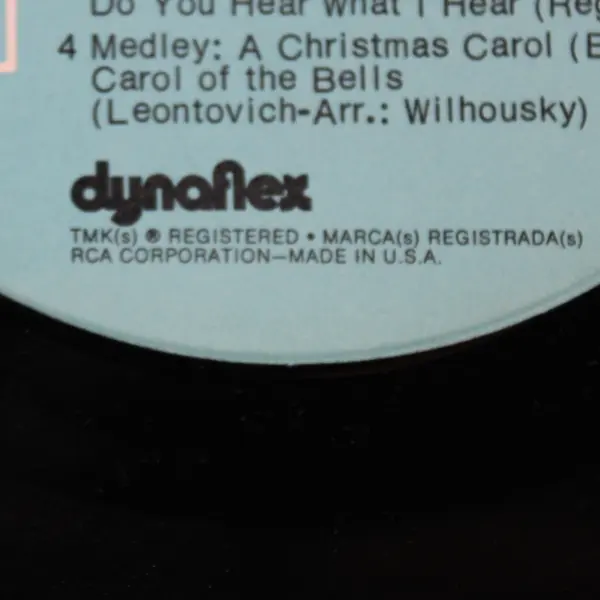 Do You Hear What I Hear (Reg
4 Medley: A Christmas Carol (
Carol of the Bells
(Leontovich-Arr.: Wilhousky)
dynaflex
TMK(s) ® REGISTERED • MARCA(s) REGISTRADA(s)
RCA CORPORATION—MADE IN U.S.A.